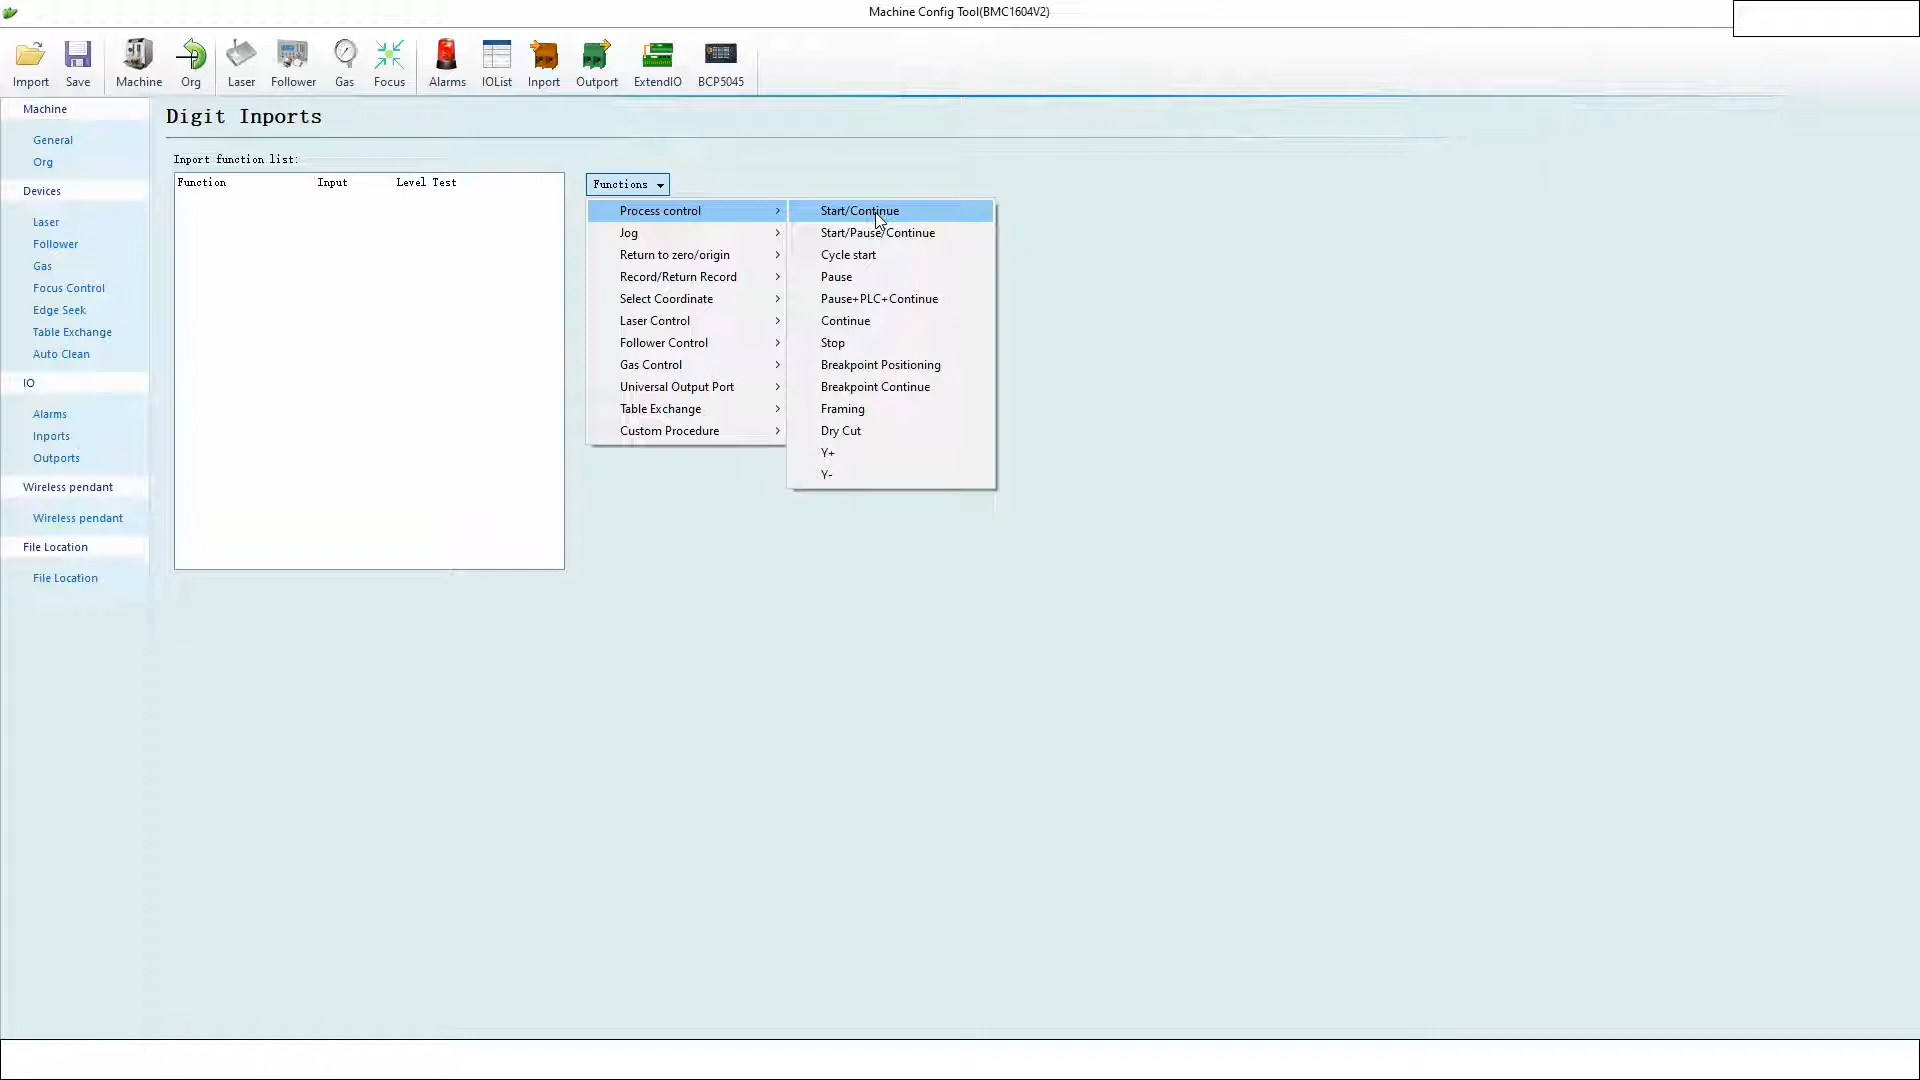 Machine Config Tool(BMC1604V2)
Import Save Machine Org Laser Follower Gas Focus Alarms IOList Inport Outport ExtendIO BCP5045
Machine
General
Org
Devices
Laser
Follower
Gas
Focus Control
Edge Seek
Table Exchange
Auto Clean
IO
Alarms
Inports
Outports
Wireless pendant
Wireless pendant
File Location
File Location
Digit Inports
Inport function list:
Function Input Level Test
Functions
Process control
Jog
Return to zero/origin
Record/Return Record
Select Coordinate
Laser Control
Follower Control
Gas Control
Universal Output Port
Table Exchange
Custom Procedure
Start/Continue
Start/Pause/Continue
Cycle start
Pause
Pause+PLC+Continue
Continue
Stop
Breakpoint Positioning
Breakpoint Continue
Framing
Dry Cut
Y+
Y-